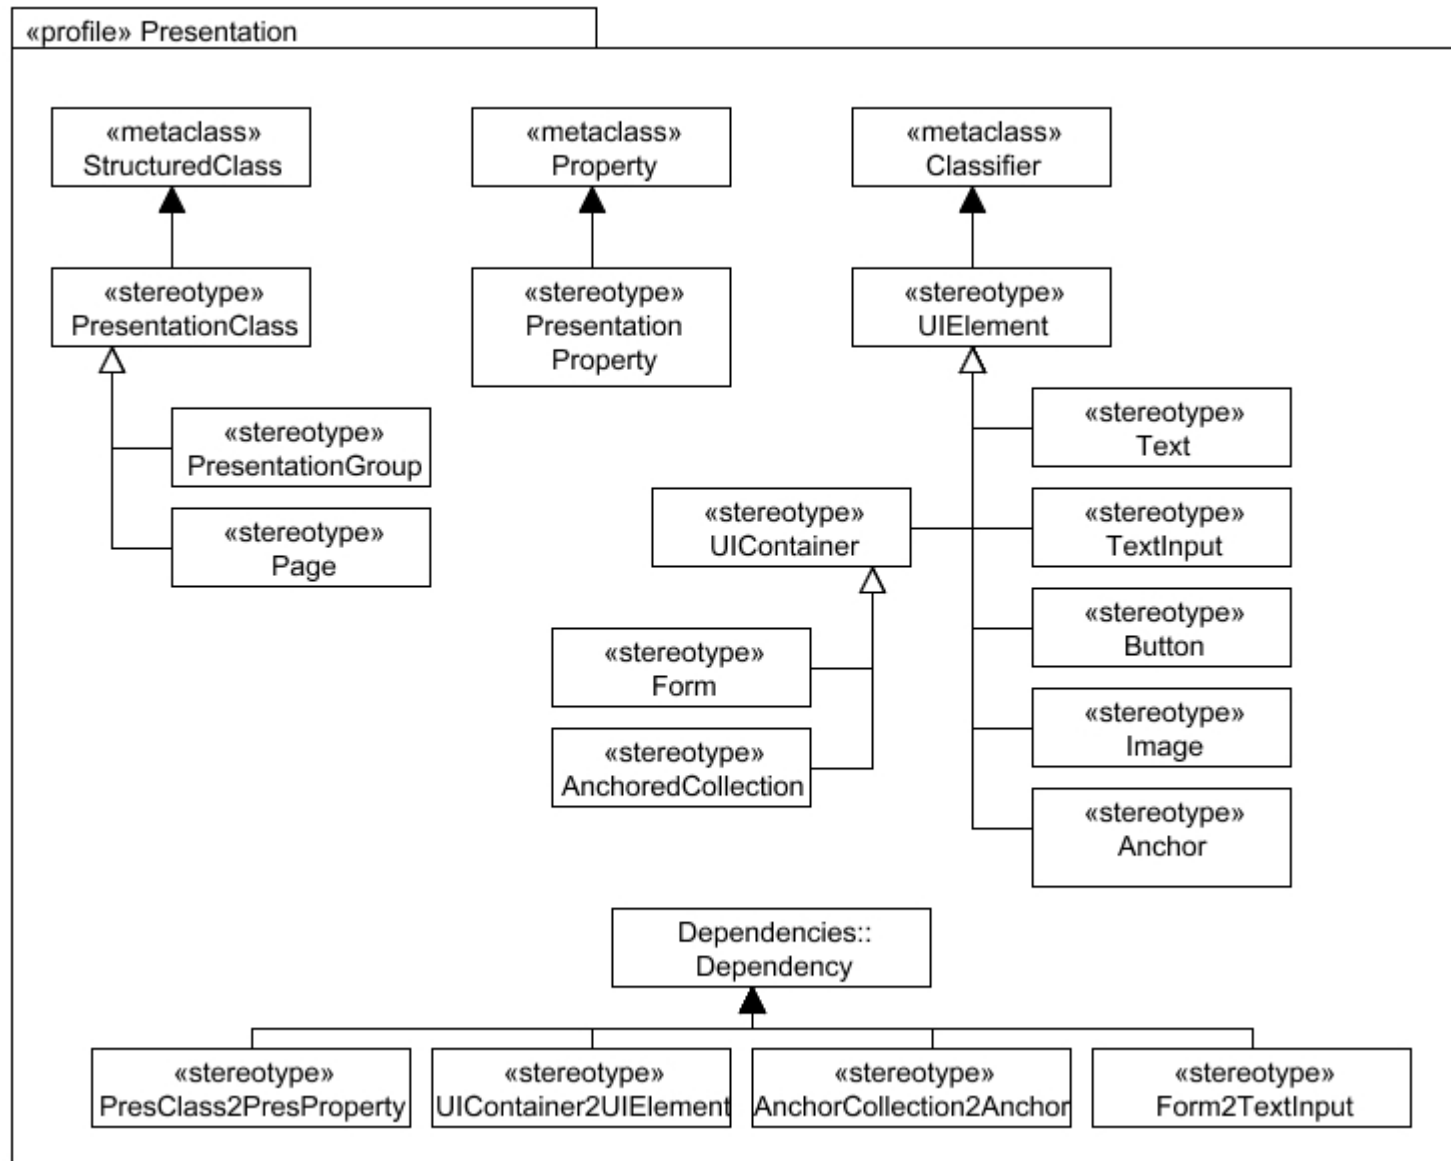 «profile» Presentation
«metaclass»
StructuredClass
«metaclass»
Property
«metaclass»
Classifier
«stereotype»
PresentationClass
«stereotype»
Presentation
Property
«stereotype»
UIElement
«stereotype»
PresentationGroup
«stereotype»
Page
«stereotype»
Text
«stereotype»
UIContainer
«stereotype»
TextInput
«stereotype»
Button
«stereotype»
Form
«stereotype»
Image
«stereotype»
AnchoredCollection
«stereotype»
Anchor
Dependencies::
Dependency
«stereotype»
PresClass2PresProperty
«stereotype»
UIContainer2UIElement
«stereotype»
AnchorCollection2Anchor
«stereotype»
Form2TextInput